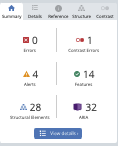 Summary Details Reference Structure Contrast
0 1
Errors Contrast Errors
4 14
Alerts Features
28 32
Structural Elements ARIA
View details ›